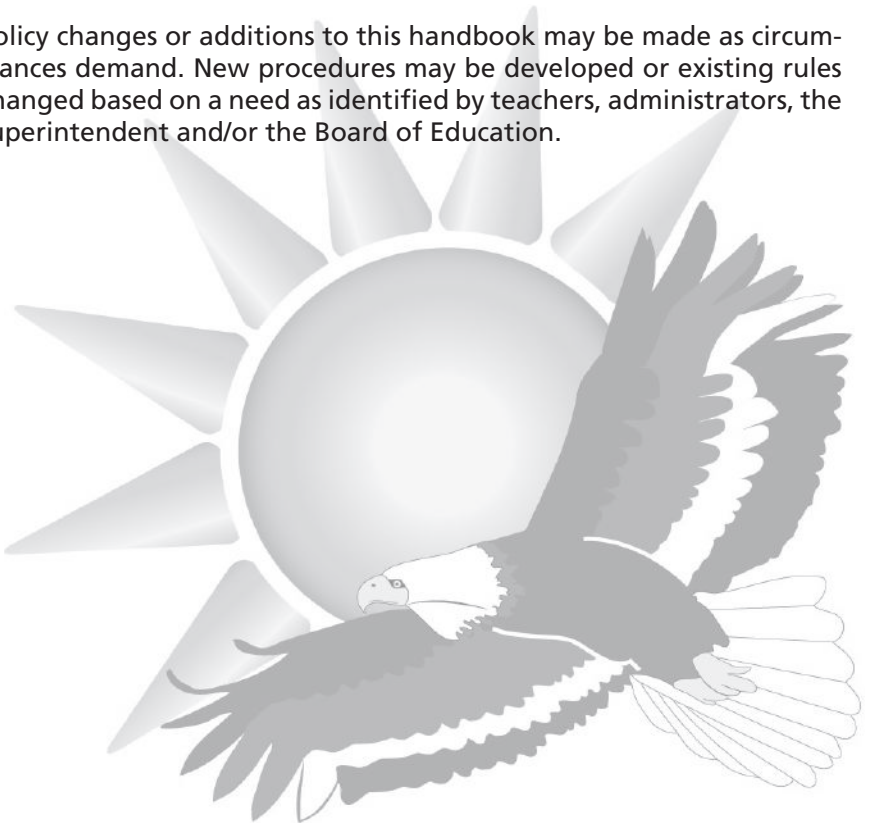 olicy changes or additions to this handbook may be made as circum-
ances demand. New procedures may be developed or existing rules
hanged based on a need as identified by teachers, administrators, the
uperintendent and/or the Board of Education.